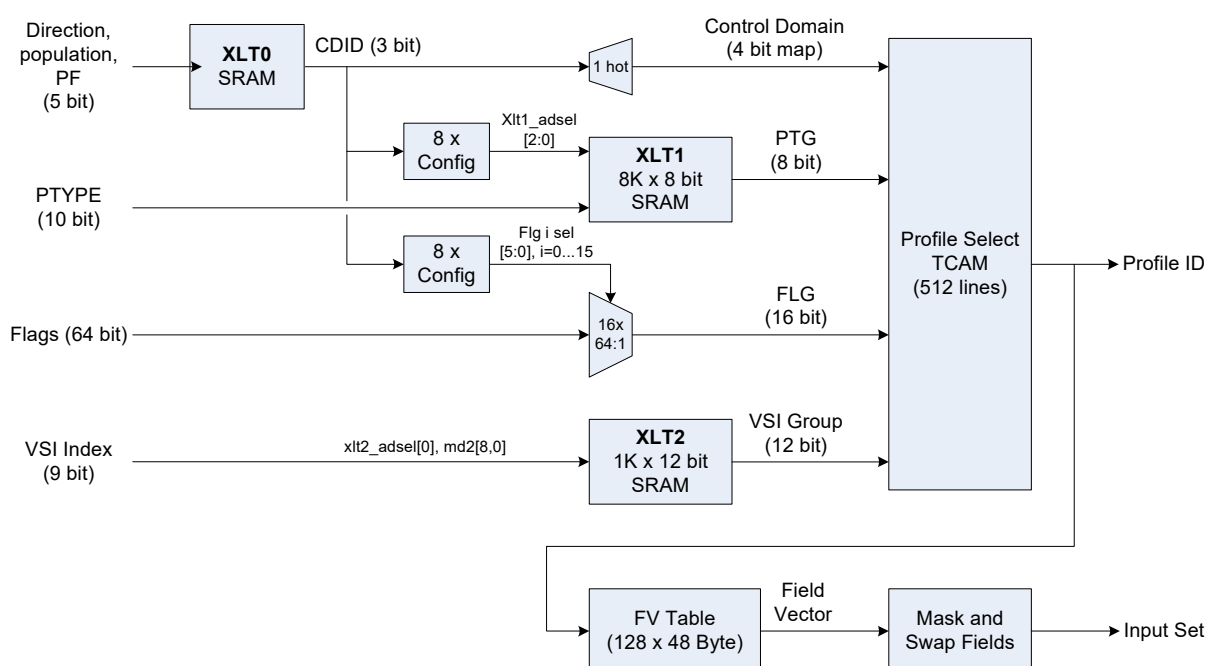 Direction,
population,
PF
(5 bit)
XLT0
SRAM
CDID (3 bit)
1 hot
Control Domain
(4 bit map)
8 x
Config
Xlt1_adsel
[2:0]
XLT1
8K x 8 bit
SRAM
PTG
(8 bit)
PTYPE
(10 bit)
8 x
Config
Flg i sel
[5:0], i=0...15
Profile Select
TCAM
(512 lines)
Profile ID
Flags (64 bit)
16x
64:1
FLG
(16 bit)
VSI Index
(9 bit)
xlt2_adsel[0], md2[8,0)
XLT2
1K x 12 bit
SRAM
VSI Group
(12 bit)
FV Table
(128 x 48 Byte)
Field
Vector
Mask and
Swap Fields
Input Set